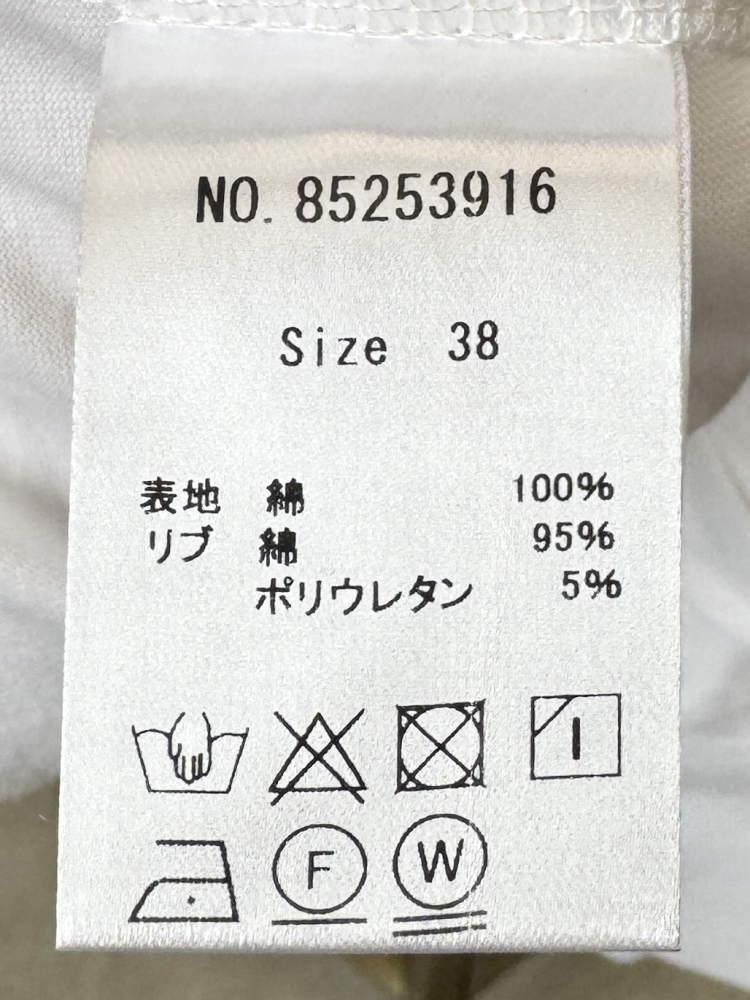 NO. 85253916
Size 38
表地 綿 100%
リブ 綿 95%
ポリウレタン 5%
F W